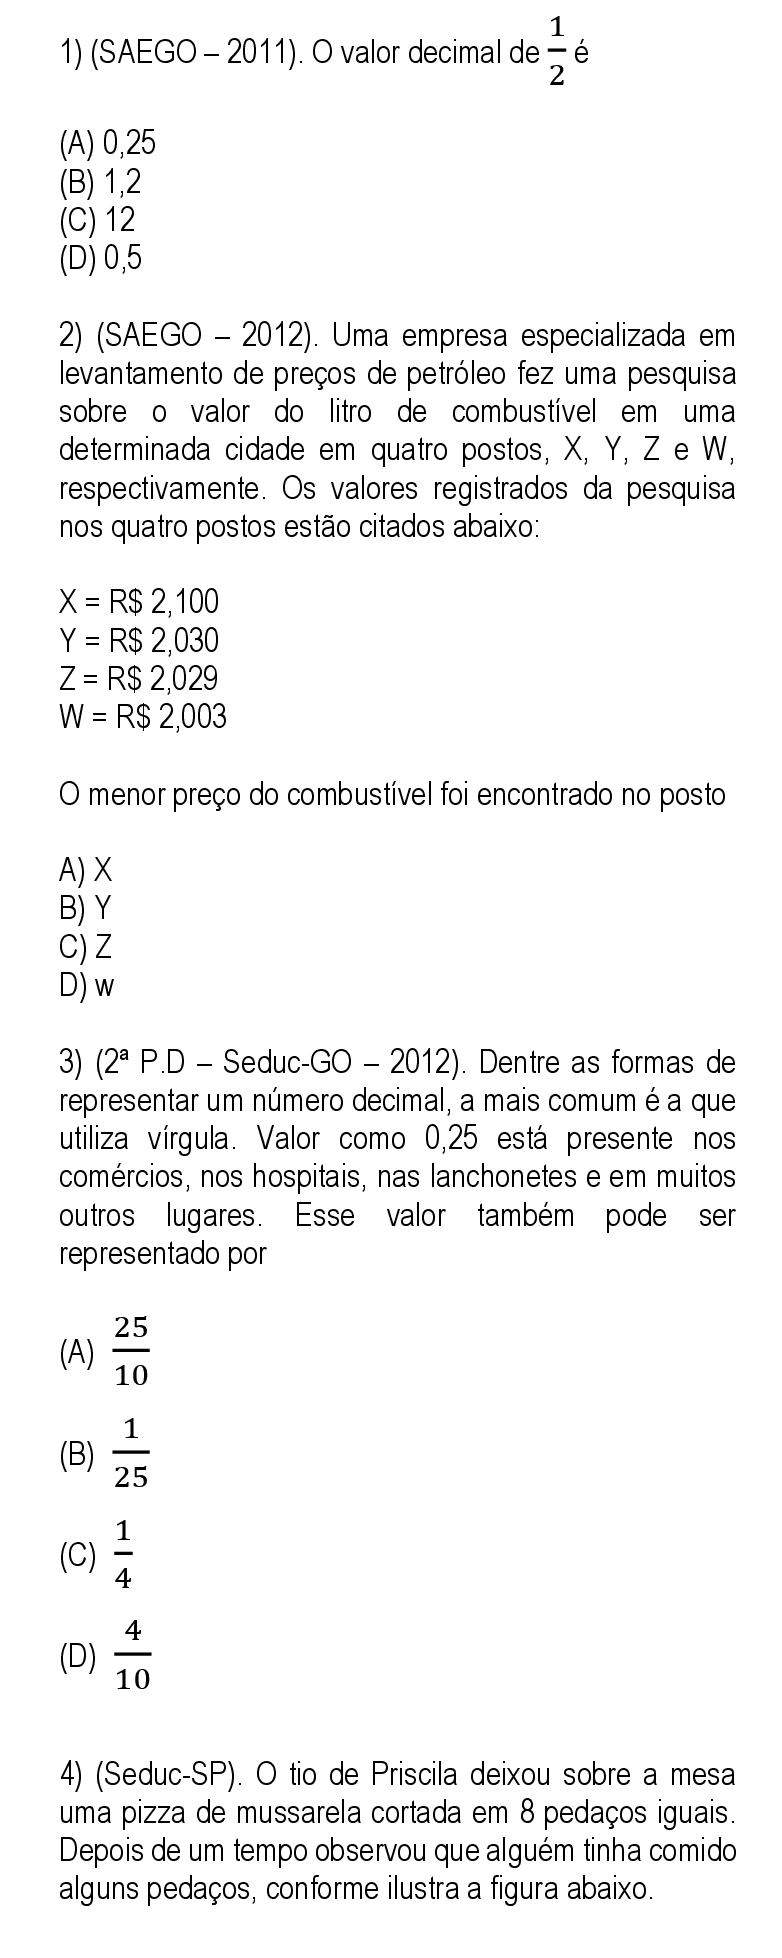 1) (SAEGO – 2011). O valor decimal de 1/2 é
(A) 0,25
(B) 1,2
(C) 12
(D) 0,5
2) (SAEGO – 2012). Uma empresa especializada em
levantamento de preços de petróleo fez uma pesquisa
sobre o valor do litro de combustível em uma
determinada cidade em quatro postos, X, Y, Z e W,
respectivamente. Os valores registrados da pesquisa
nos quatro postos estão citados abaixo:
X = R$ 2,100
Y = R$ 2,030
Z = R$ 2,029
W = R$ 2,003
O menor preço do combustível foi encontrado no posto
A) X
B) Y
C) Z
D) w
3) (2ª P.D – Seduc-GO – 2012). Dentre as formas de
representar um número decimal, a mais comum é a que
utiliza vírgula. Valor como 0,25 está presente nos
comércios, nos hospitais, nas lanchonetes e em muitos
outros lugares. Esse valor também pode ser
representado por
(A) 25/10
(B) 1/25
(C) 1/4
(D) 4/10
4) (Seduc-SP). O tio de Priscila deixou sobre a mesa
uma pizza de mussarela cortada em 8 pedaços iguais.
Depois de um tempo observou que alguém tinha comido
alguns pedaços, conforme ilustra a figura abaixo.